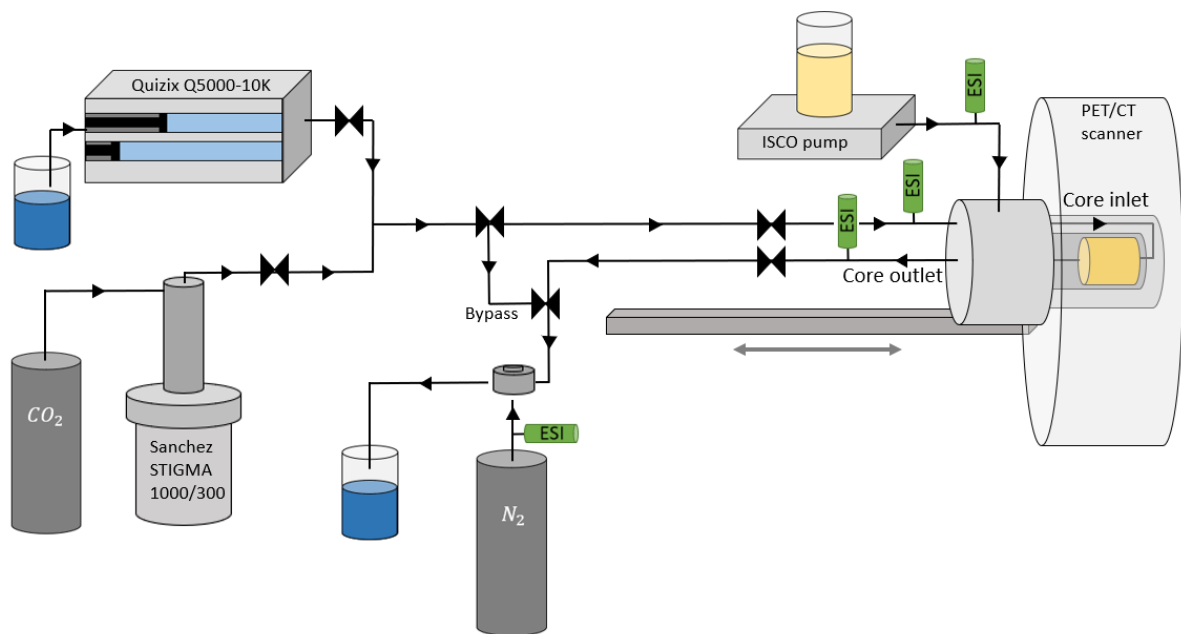 Quizix Q5000-10K
ESI
ISCO pump
PET/CT
scanner
ESI
ESI
Core inlet
Core outlet
Bypass
CO₂
Sanchez
STIGMA
1000/300
ESI
N₂